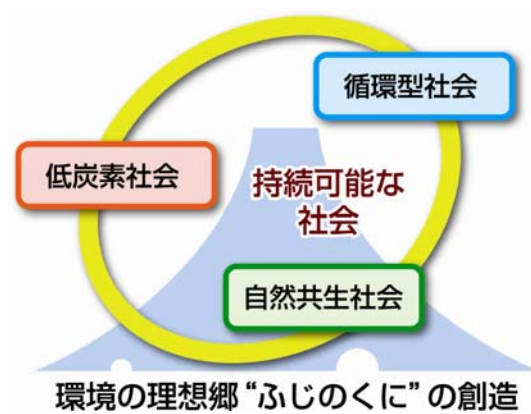 循環型社会
低炭素社会
持続可能な
社会
自然共生社会
環境の理想郷“ふじのくに”の創造